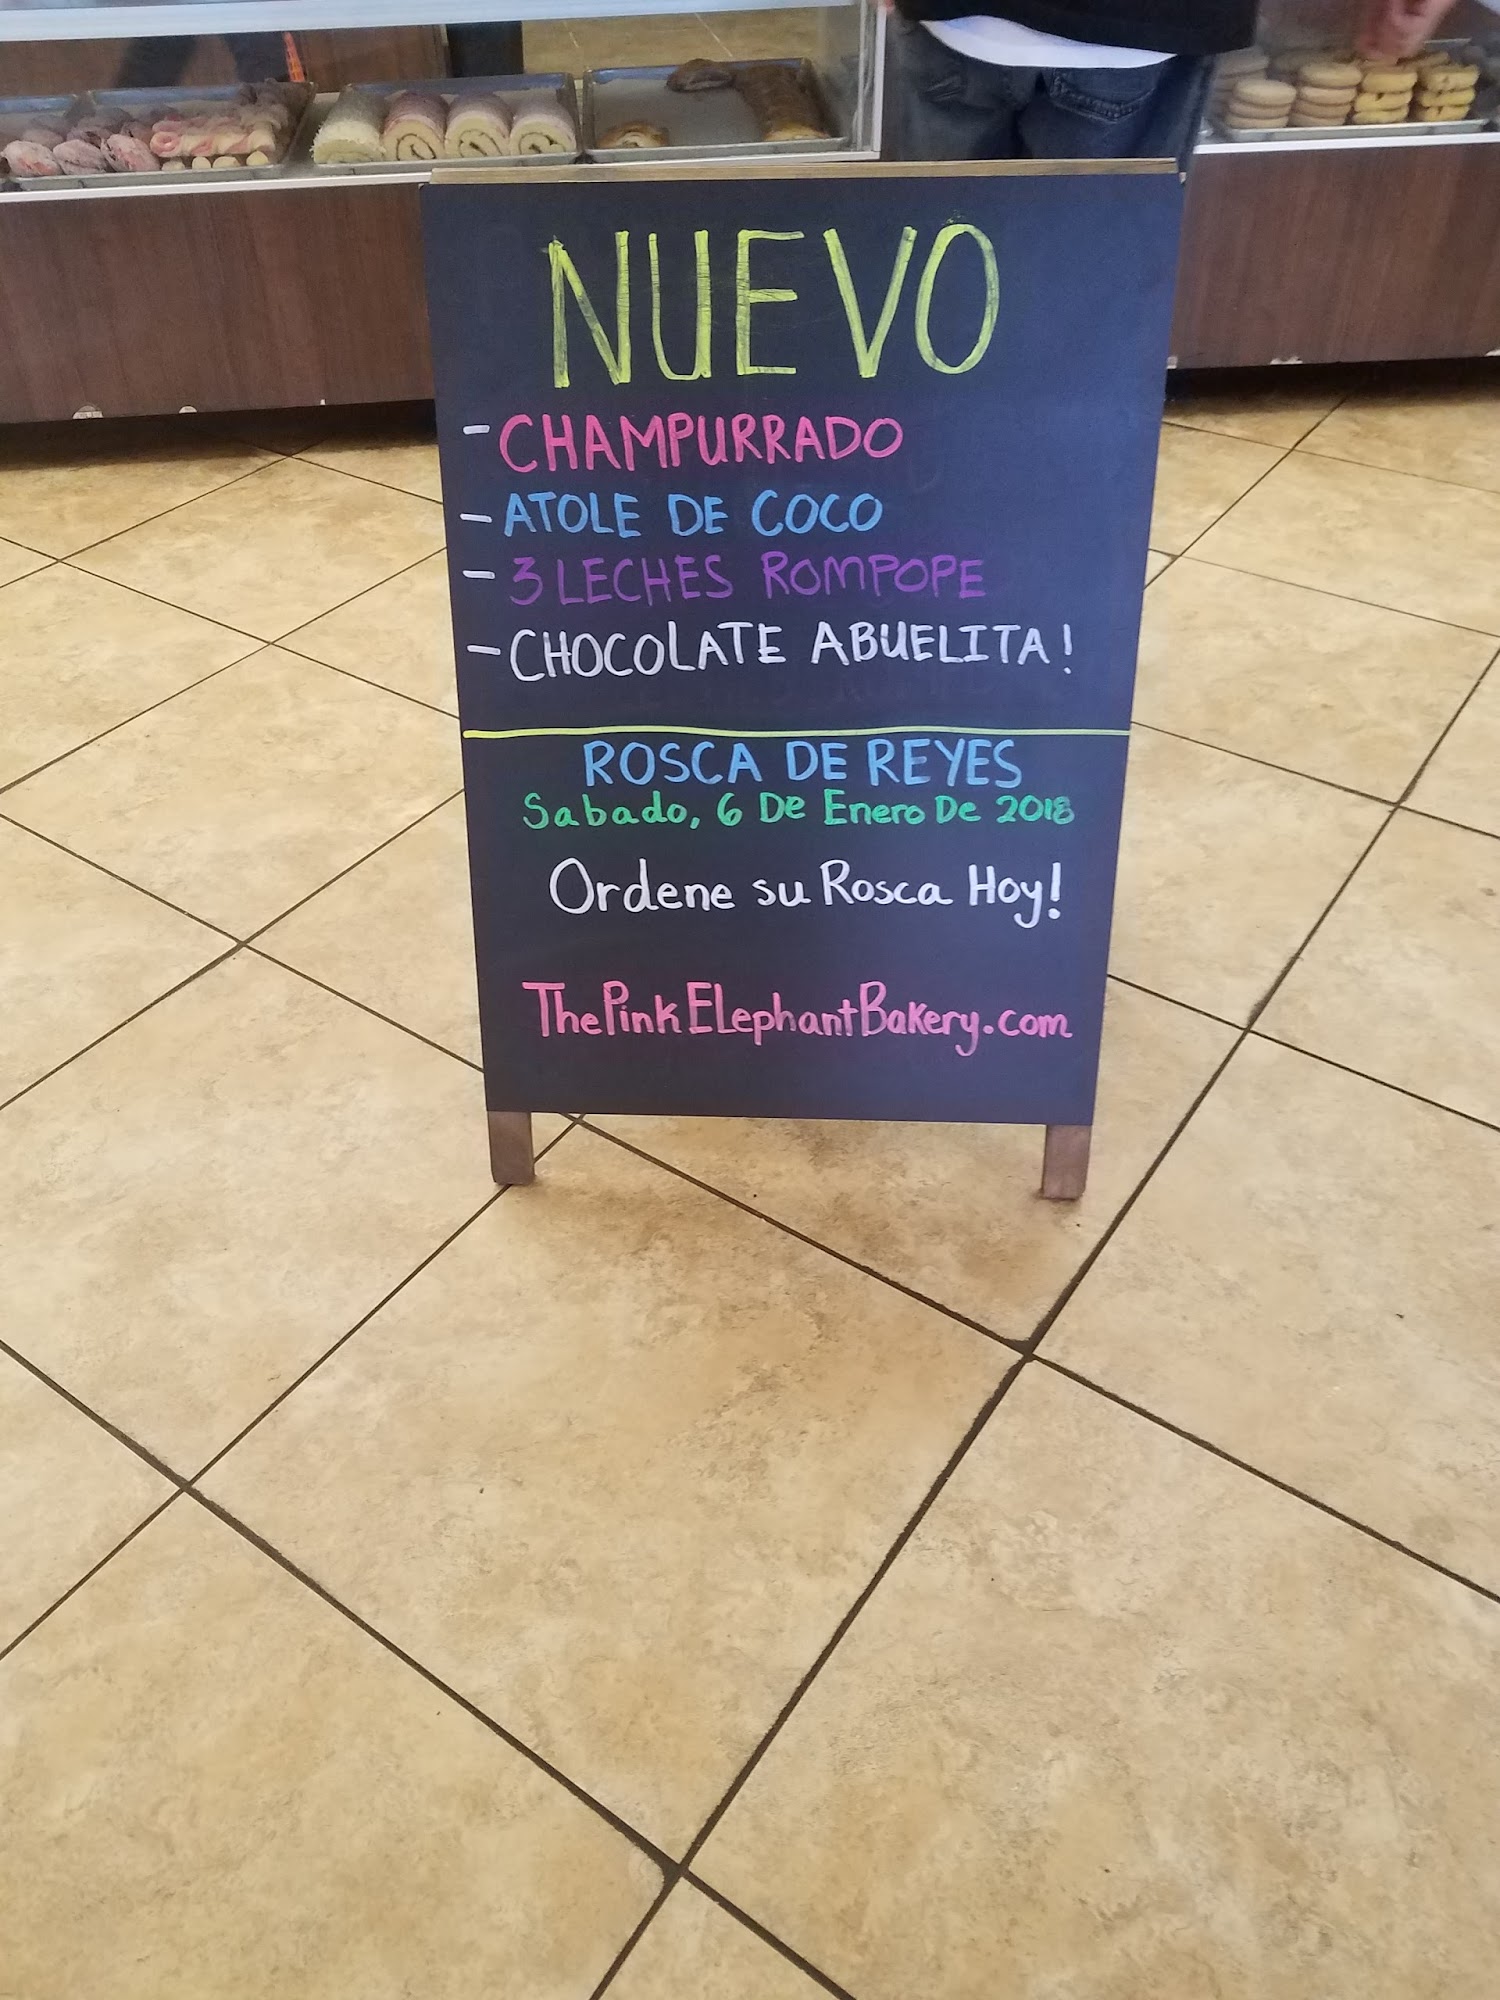 NUEVO
- CHAMPURRADO
- ATOLE DE COCO
- 3 LECHES ROMPOPE
- CHOCOLATE ABUELITA!
ROSCA DE REYES
Sabado, 6 De Enero De 2018
Ordene su Rosca Hoy!
ThePinkElephantBakery.com